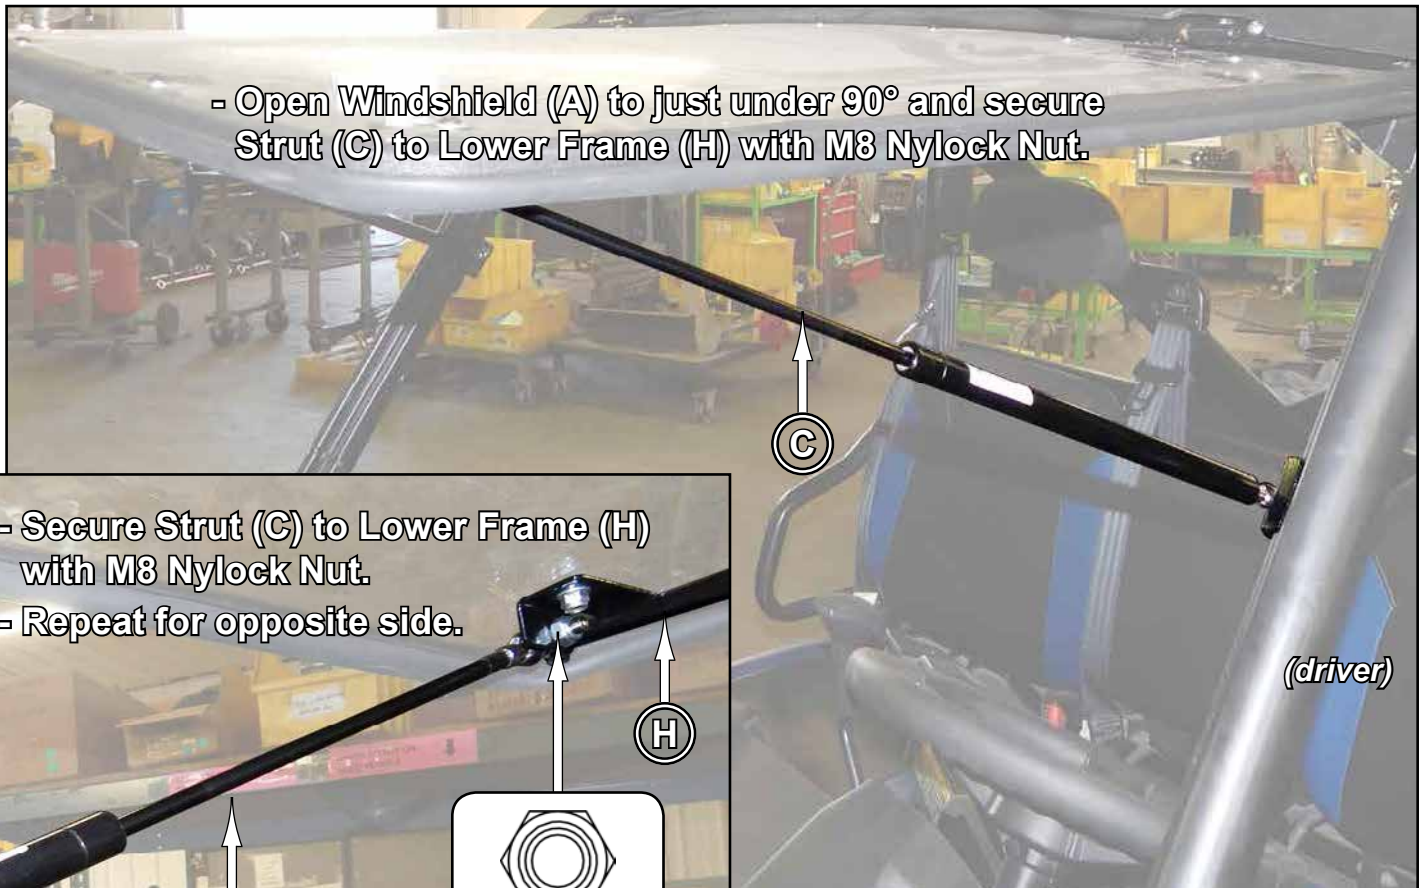 - Open Windshield (A) to just under 90° and secure
Strut (C) to Lower Frame (H) with M8 Nylock Nut.
C
- Secure Strut (C) to Lower Frame (H)
with M8 Nylock Nut.
- Repeat for opposite side.
H
(driver)